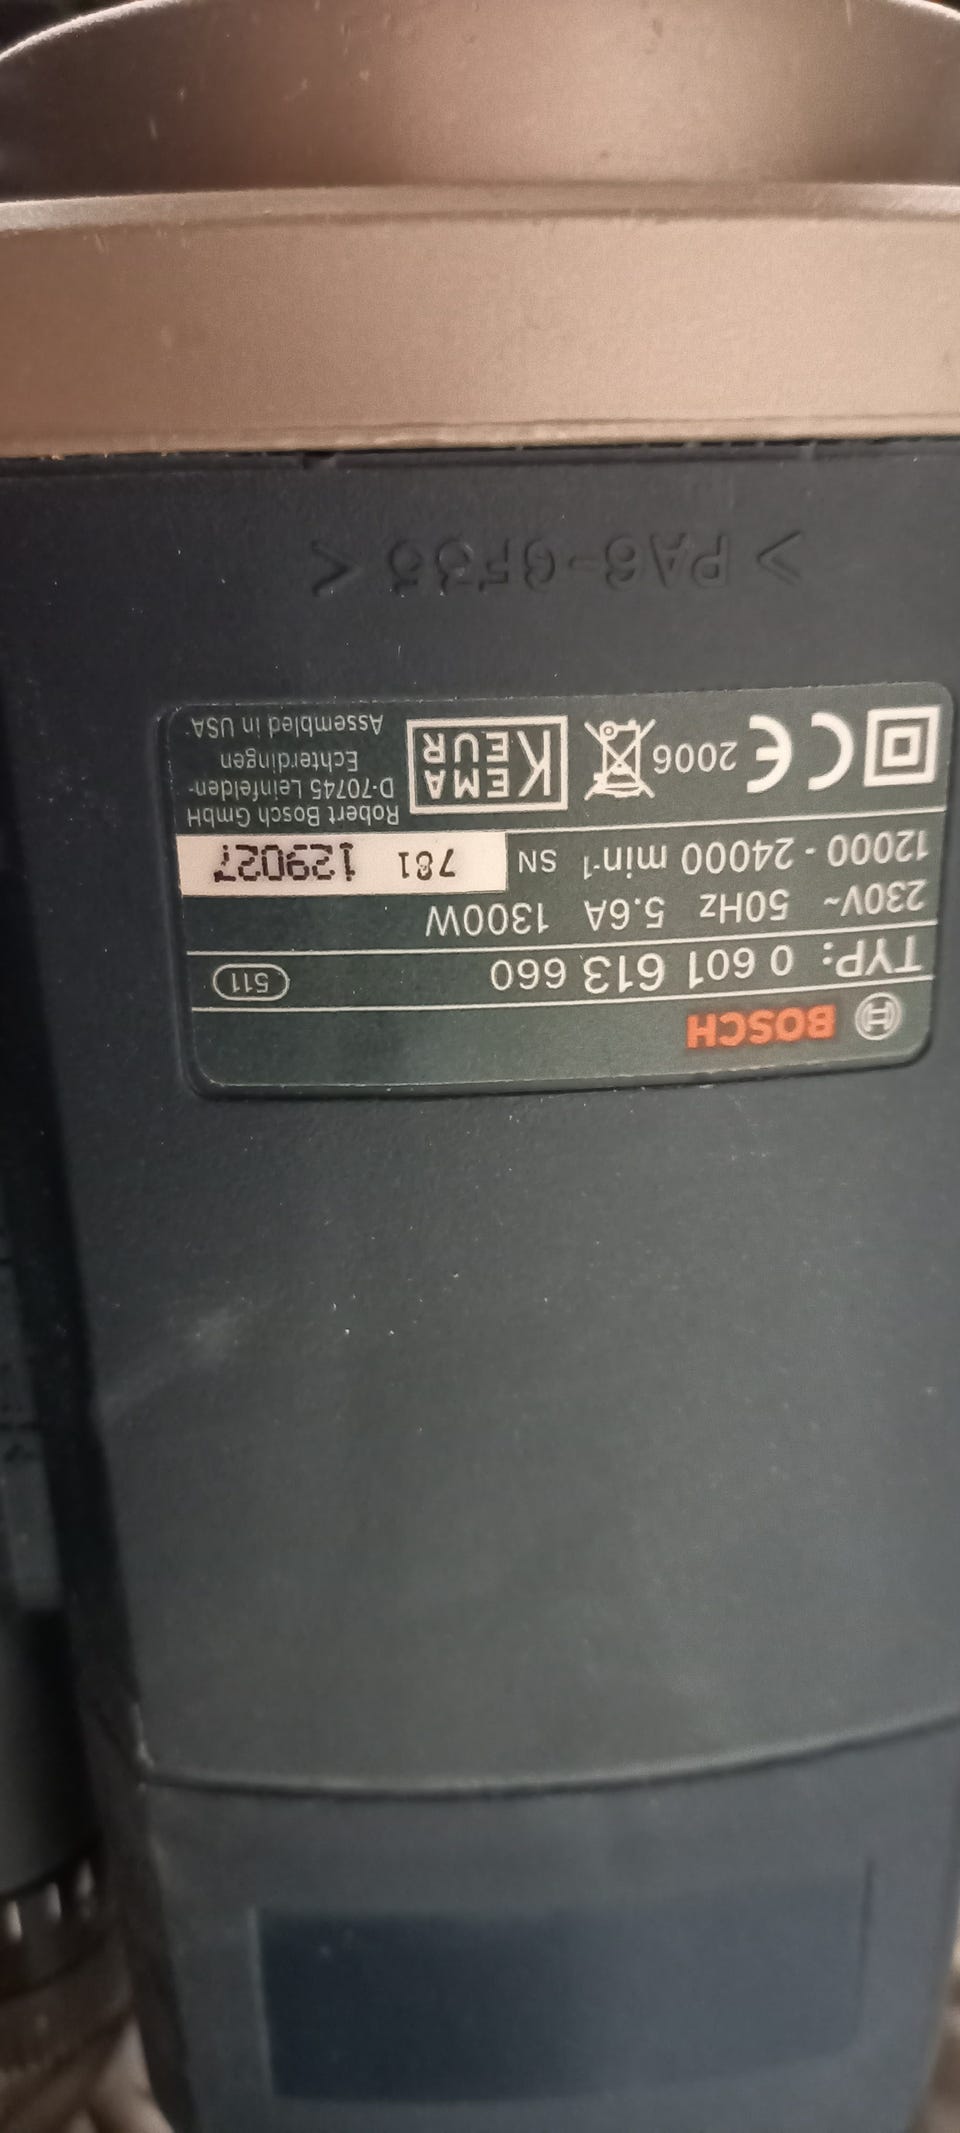 BOSCH
TYP: 0 601 613 660 511
230V~ 50Hz 5.6A 1300W
12000 - 24000 min-1 SN 781 129027
CE 2006 KEMA KEUR
Robert Bosch GmbH
D-70745 Leinfelden-
Echterdingen
Assembled in USA
> PA6-GF35 <